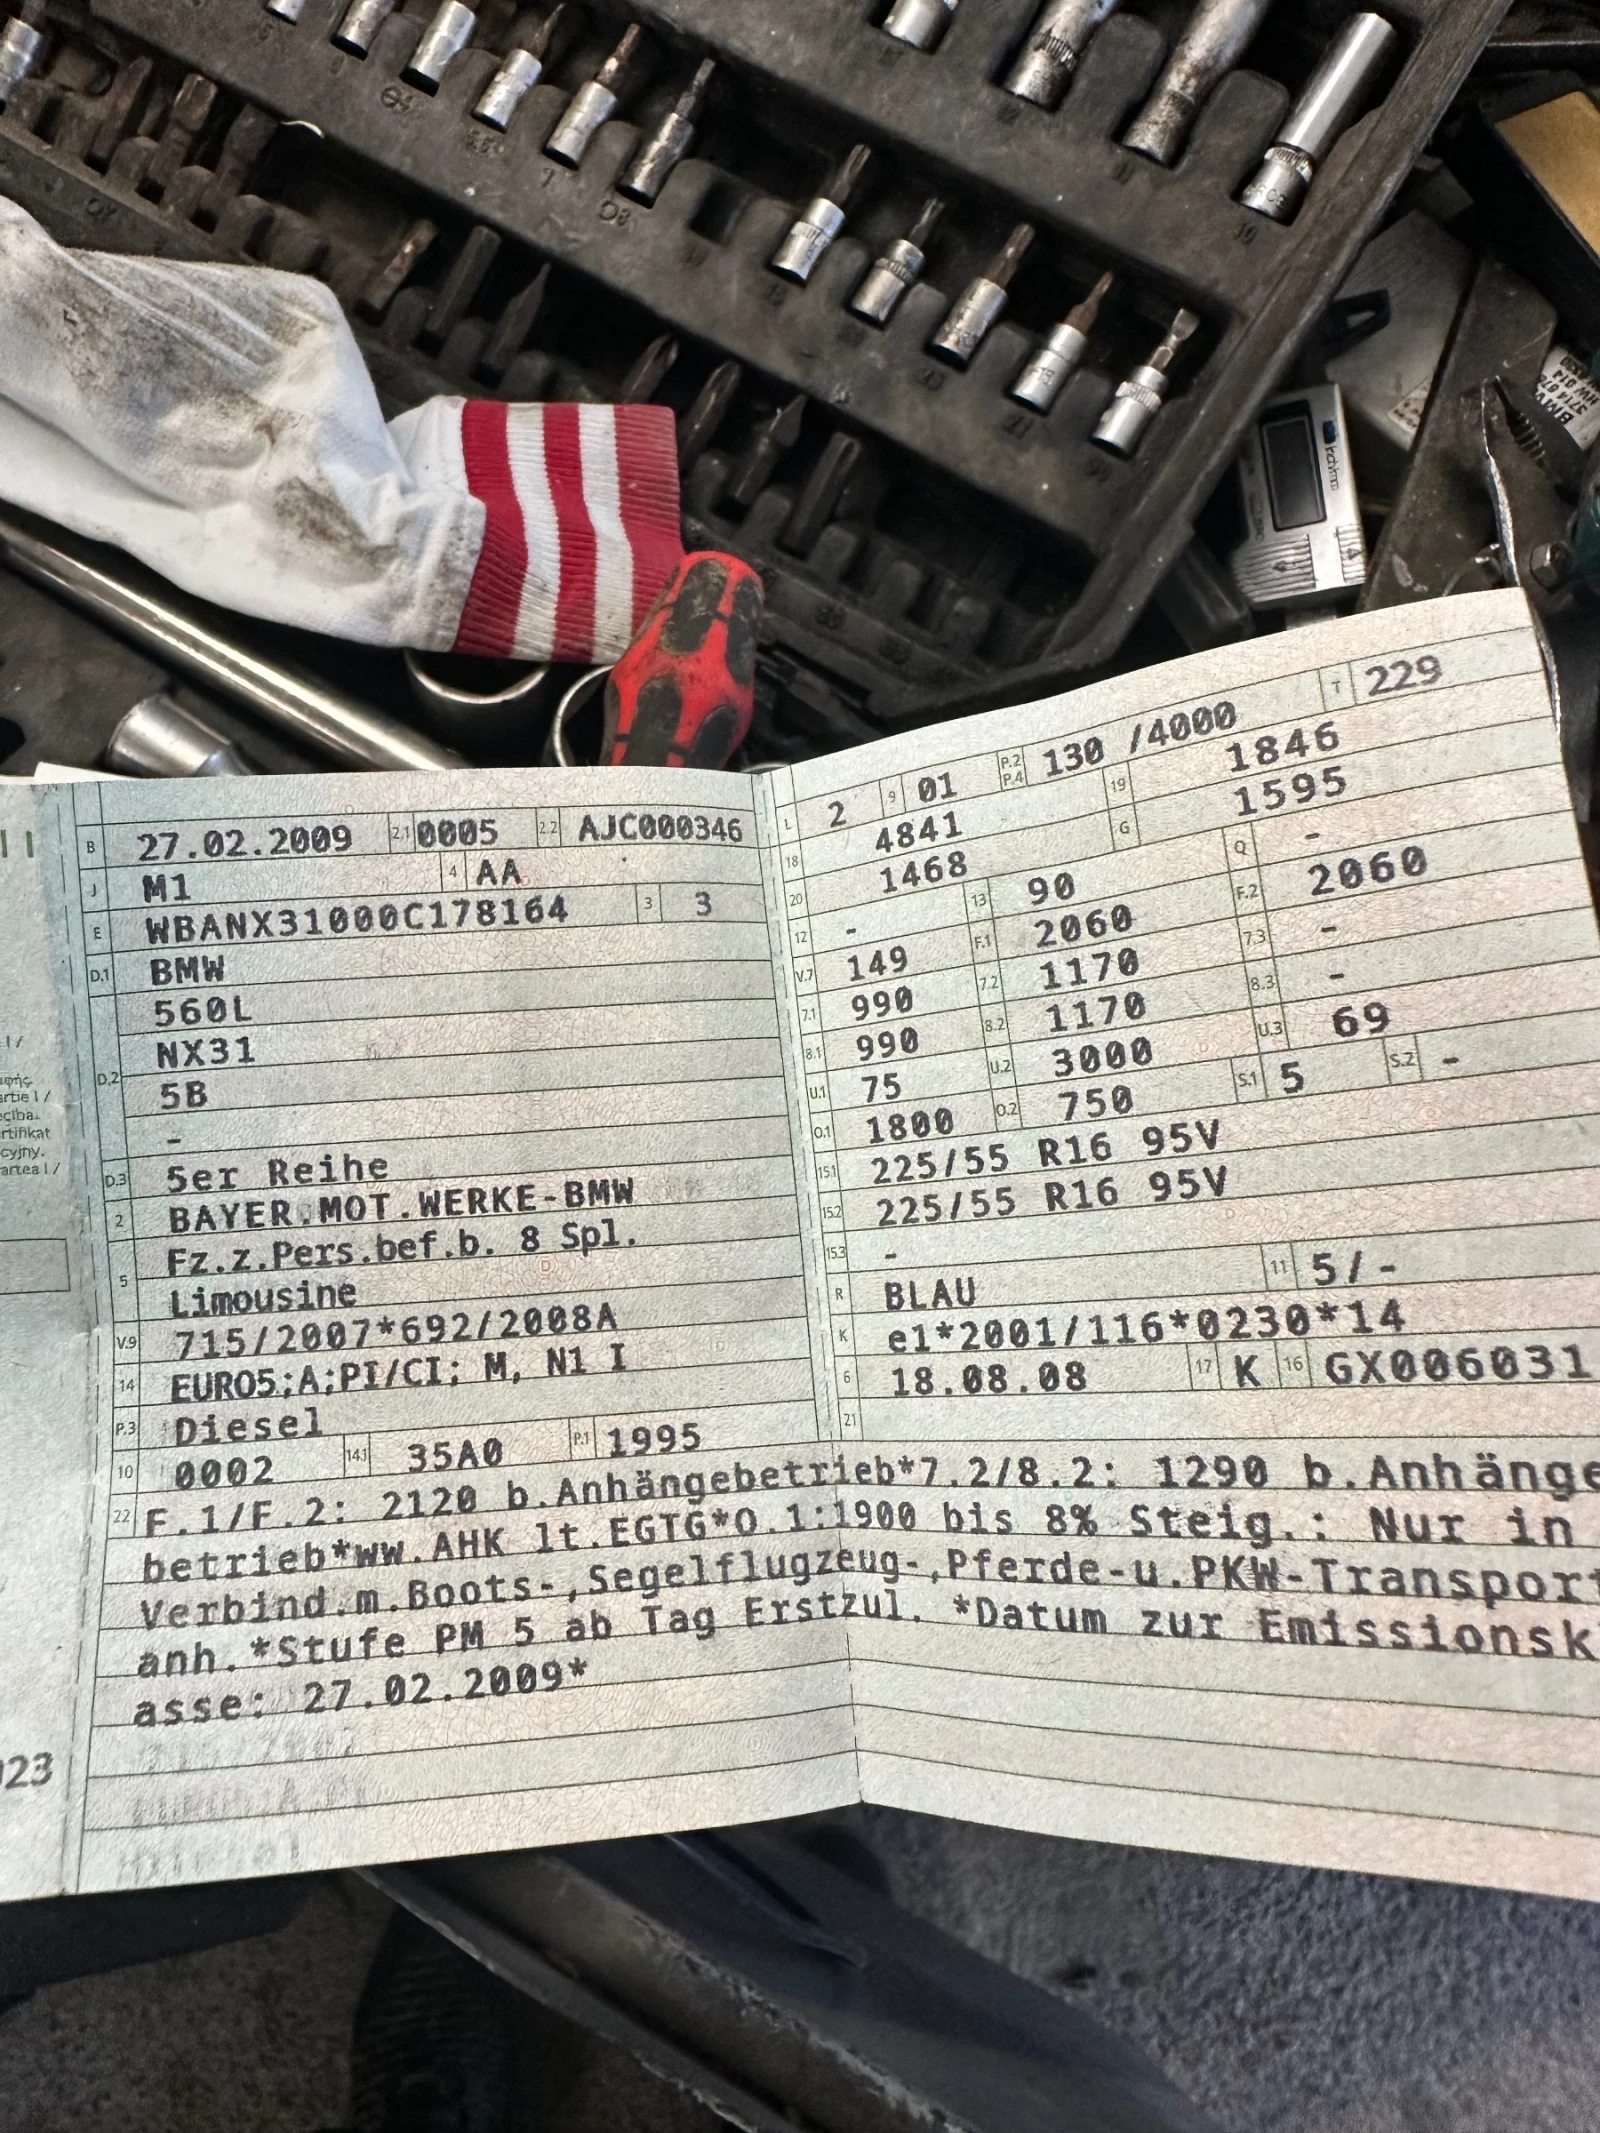 B 27.02.2009 2.1 0005 2.2 AJC000346
J M1 4 AA
E WBANX31000C178164 3 3
D.1 BMW
560L
D.2 NX31
5B
-
D.3 5er Reihe
2 BAYER.MOT.WERKE-BMW
5 Fz.z.Pers.bef.b. 8 Spl.
Limousine
V.9 715/2007*692/2008A
14 EURO5;A;PI/CI; M, N1 I
P.3 Diesel
10 0002 14.1 35A0 P.1 1995
L 2 9 01 P.2 P.4 130 /4000 T 229
18 4841 19 1846
20 1468 G 1595
12 - 13 90 Q -
V.7 149 F.1 2060 F.2 2060
7.1 990 7.2 1170 7.3 -
8.1 990 8.2 1170 8.3 -
U.1 75 U.2 3000 U.3 69
O.1 1800 O.2 750 S.1 5 S.2 -
15.1 225/55 R16 95V
15.2 225/55 R16 95V
15.3 -
R BLAU 11 5/-
K e1*2001/116*0230*14
6 18.08.08 17 K 16 GX006031
21
22 F.1/F.2: 2120 b.Anhängebetrieb*7.2/8.2: 1290 b.Anhänge
betrieb*ww.AHK lt.EGTG*O.1:1900 bis 8% Steig.: Nur in
Verbind.m.Boots-,Segelflugzeug-,Pferde-u.PKW-Transport
anh.*Stufe PM 5 ab Tag Erstzul. *Datum zur Emissionskl
asse: 27.02.2009*
023
rtifikat
cyjny.
BMW